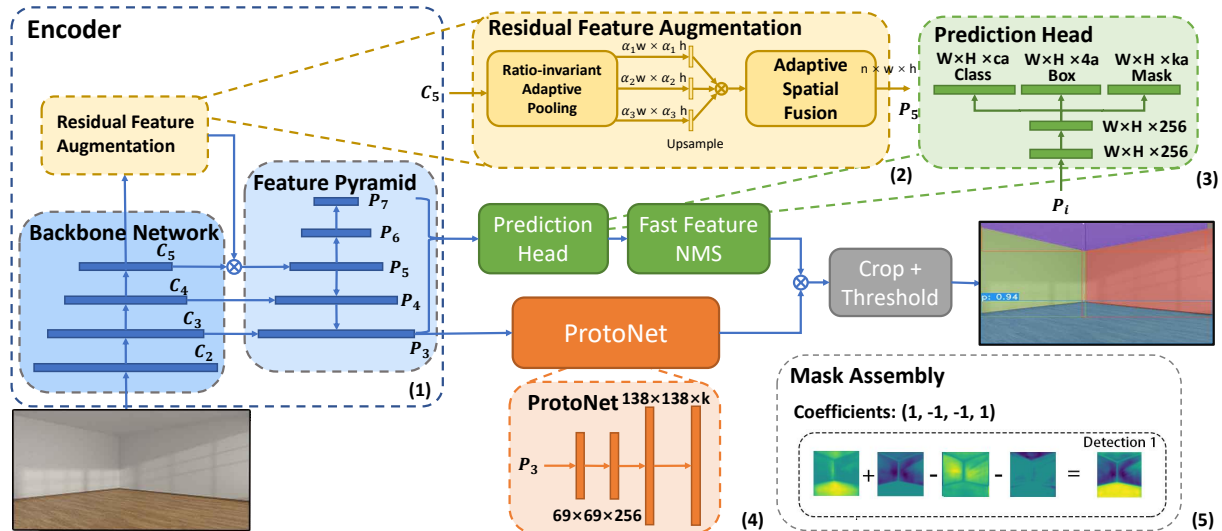 Encoder
Residual Feature
Augmentation
Backbone Network
C5
C4
C3
C2
Feature Pyramid
P7
P6
P5
P4
P3
(1)
Residual Feature Augmentation
C5
Ratio-invariant
Adaptive
Pooling
α1w × α1 h
α2w × α2 h
α3w × α3 h
Upsample
Adaptive
Spatial
Fusion
n × w × h
P5
(2)
Prediction Head
W×H ×ca
Class
W×H ×4a
Box
W×H ×ka
Mask
W×H ×256
W×H ×256
Pi
(3)
Prediction
Head
Fast Feature
NMS
Crop +
Threshold
p: 0.94
ProtoNet
ProtoNet
138×138×k
P3
69×69×256
(4)
Mask Assembly
Coefficients: (1, -1, -1, 1)
Detection 1
+ - - =
(5)